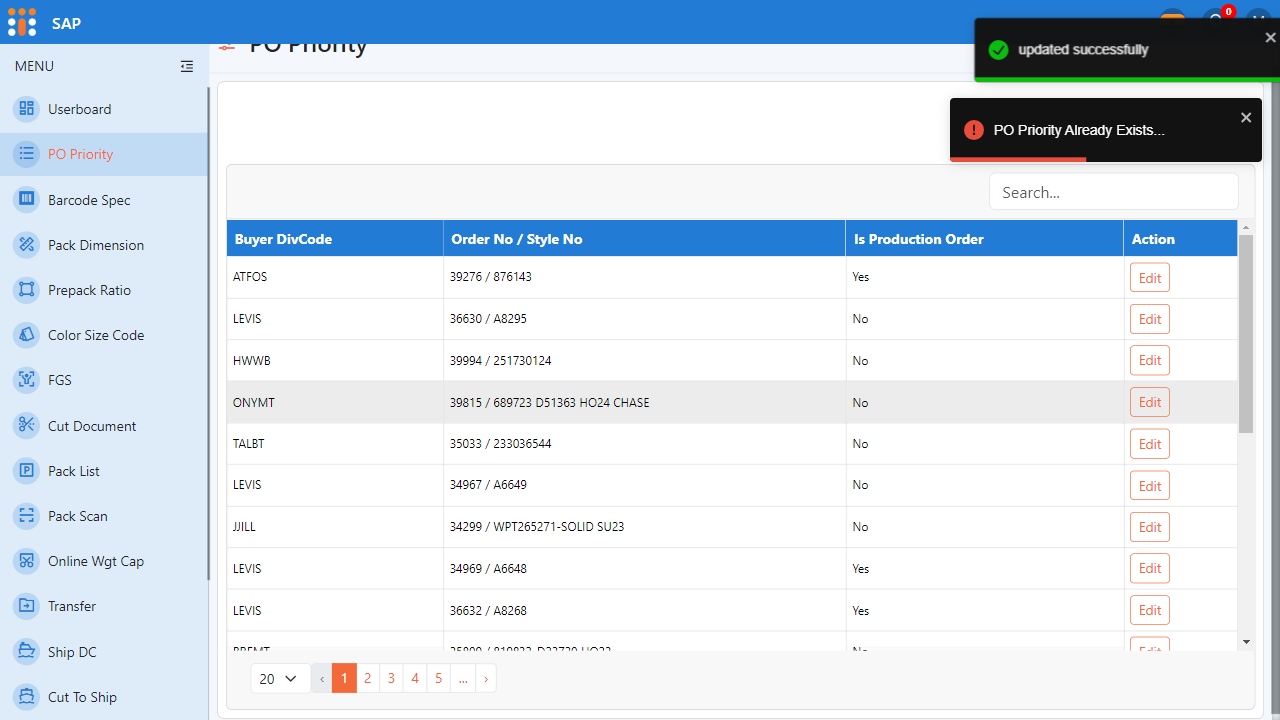 SAP
0
updated successfully
PO Priority
MENU
Userboard
PO Priority
Barcode Spec
Pack Dimension
Prepack Ratio
Color Size Code
FGS
Cut Document
Pack List
Pack Scan
Online Wgt Cap
Transfer
Ship DC
Cut To Ship
PO Priority Already Exists...
Search...
Buyer DivCode Order No / Style No Is Production Order Action
ATFOS 39276 / 876143 Yes Edit
LEVIS 36630 / A8295 No Edit
HWWB 39994 / 251730124 No Edit
ONYMT 39815 / 689723 D51363 HO24 CHASE No Edit
TALBT 35033 / 233036544 No Edit
LEVIS 34967 / A6649 No Edit
JJILL 34299 / WPT265271-SOLID SU23 No Edit
LEVIS 34969 / A6648 Yes Edit
LEVIS 36632 / A8268 Yes Edit
No Edit
20 ‹ 1 2 3 4 5 ... ›